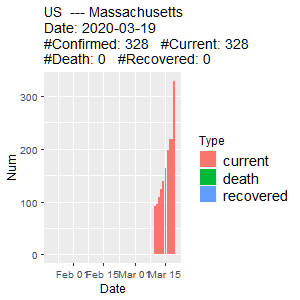 US --- Massachusetts
Date: 2020-03-19
#Confirmed: 328 #Current: 328
#Death: 0 #Recovered: 0
300
200
100
0
Num
Feb 01 Feb 15 Mar 01 Mar 15
Date
Type
current
death
recovered